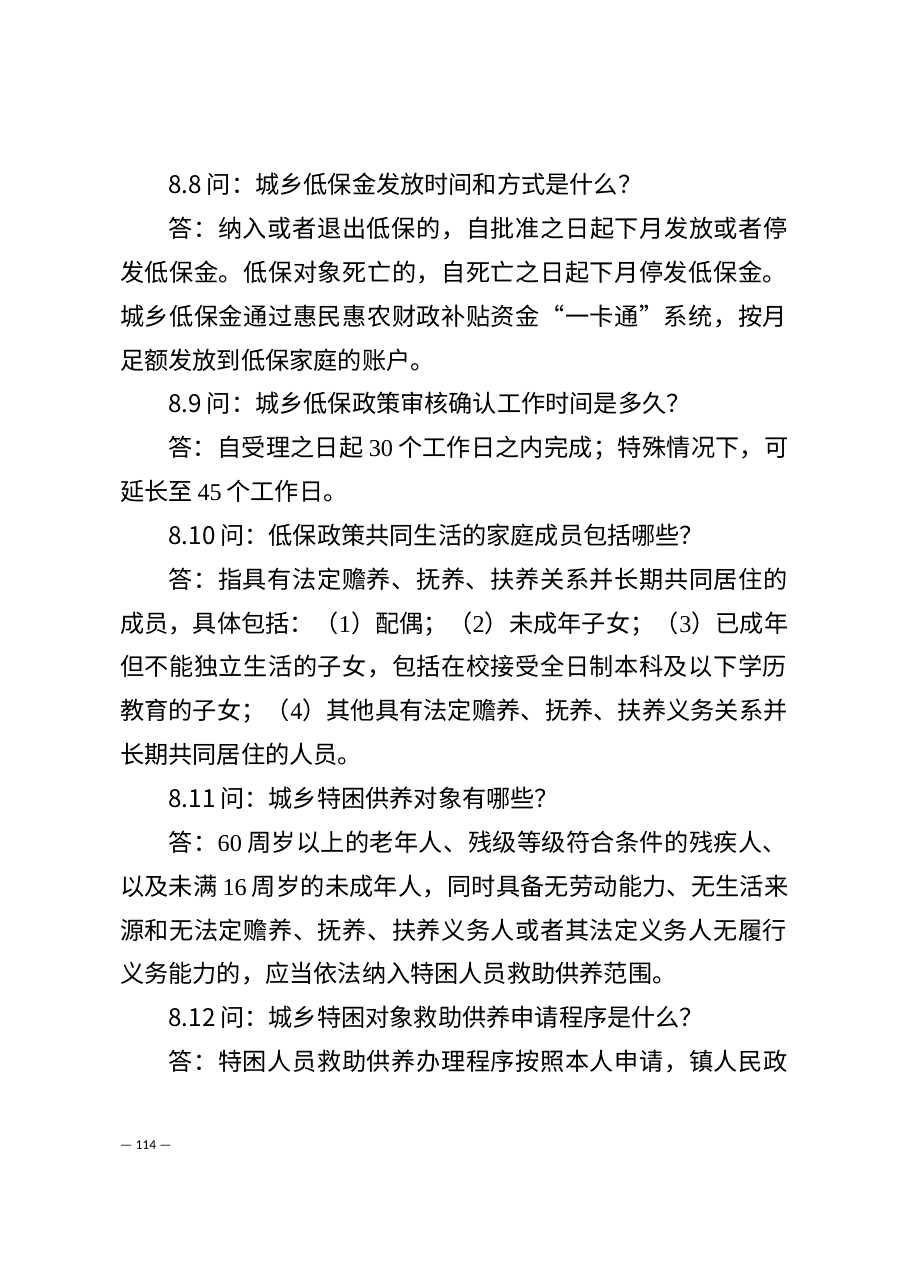 8.8 问：城乡低保金发放时间和方式是什么？
答：纳入或者退出低保的，自批准之日起下月发放或者停
发低保金。低保对象死亡的，自死亡之日起下月停发低保金。
城乡低保金通过惠民惠农财政补贴资金“一卡通”系统，按月
足额发放到低保家庭的账户。
8.9 问：城乡低保政策审核确认工作时间是多久？
答：自受理之日起 30 个工作日之内完成；特殊情况下，可
延长至 45 个工作日。
8.10 问：低保政策共同生活的家庭成员包括哪些？
答：指具有法定赡养、抚养、扶养关系并长期共同居住的
成员，具体包括：（1）配偶；（2）未成年子女；（3）已成年
但不能独立生活的子女，包括在校接受全日制本科及以下学历
教育的子女；（4）其他具有法定赡养、抚养、扶养义务关系并
长期共同居住的人员。
8.11 问：城乡特困供养对象有哪些？
答：60 周岁以上的老年人、残级等级符合条件的残疾人、
以及未满 16 周岁的未成年人，同时具备无劳动能力、无生活来
源和无法定赡养、抚养、扶养义务人或者其法定义务人无履行
义务能力的，应当依法纳入特困人员救助供养范围。
8.12 问：城乡特困对象救助供养申请程序是什么？
答：特困人员救助供养办理程序按照本人申请，镇人民政
— 114 —